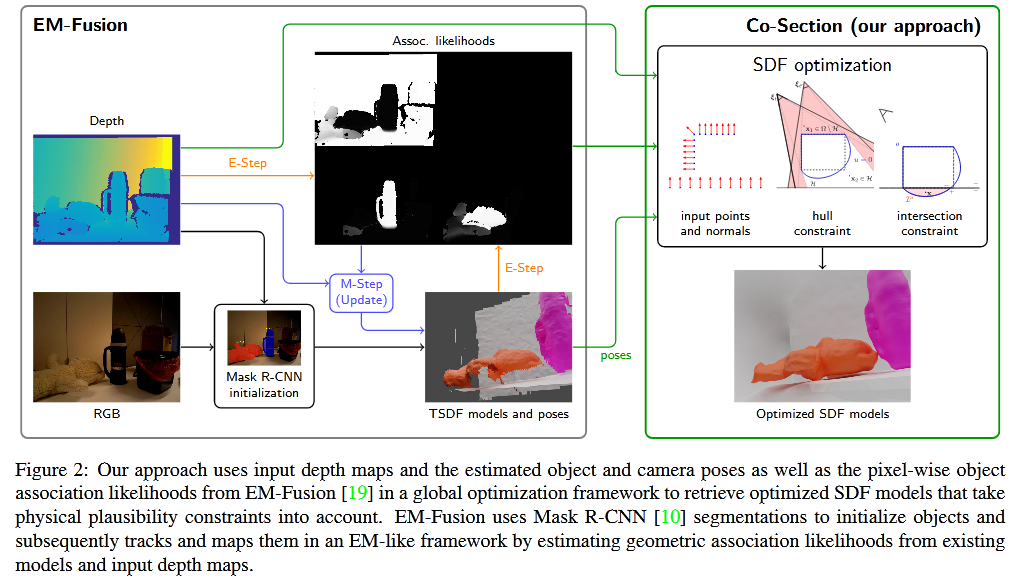 EM-Fusion
Co-Section (our approach)
Assoc. likelihoods
SDF optimization
Depth
E-Step
input points
and normals
hull
constraint
intersection
constraint
E-Step
M-Step
(Update)
Mask R-CNN
initialization
poses
RGB
TSDF models and poses
Optimized SDF models
Figure 2: Our approach uses input depth maps and the estimated object and camera poses as well as the pixel-wise object
association likelihoods from EM-Fusion [19] in a global optimization framework to retrieve optimized SDF models that take
physical plausibility constraints into account. EM-Fusion uses Mask R-CNN [10] segmentations to initialize objects and
subsequently tracks and maps them in an EM-like framework by estimating geometric association likelihoods from existing
models and input depth maps.